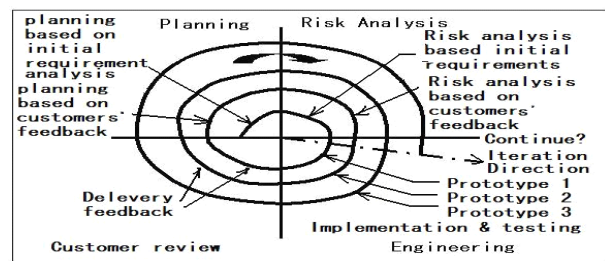 planning
based on
initial
requirement
analysis
planning
based on
customers'
feedback
Planning
Risk Analysis
Risk analysis
based initial
requirements
Risk analysis
based on
customers'
feedback
Continue?
Iteration
Direction
Prototype 1
Prototype 2
Prototype 3
Delevery
feedback
Implementation & testing
Customer review
Engineering